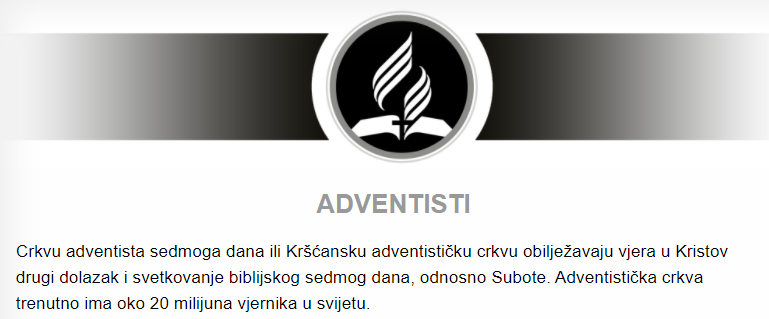 ADVENTISTI
Crkvu adventista sedmoga dana ili Kršćansku adventističku crkvu obilježavaju vjera u Kristov
drugi dolazak i svetkovanje biblijskog sedmog dana, odnosno Subote. Adventistička crkva
trenutno ima oko 20 milijuna vjernika u svijetu.